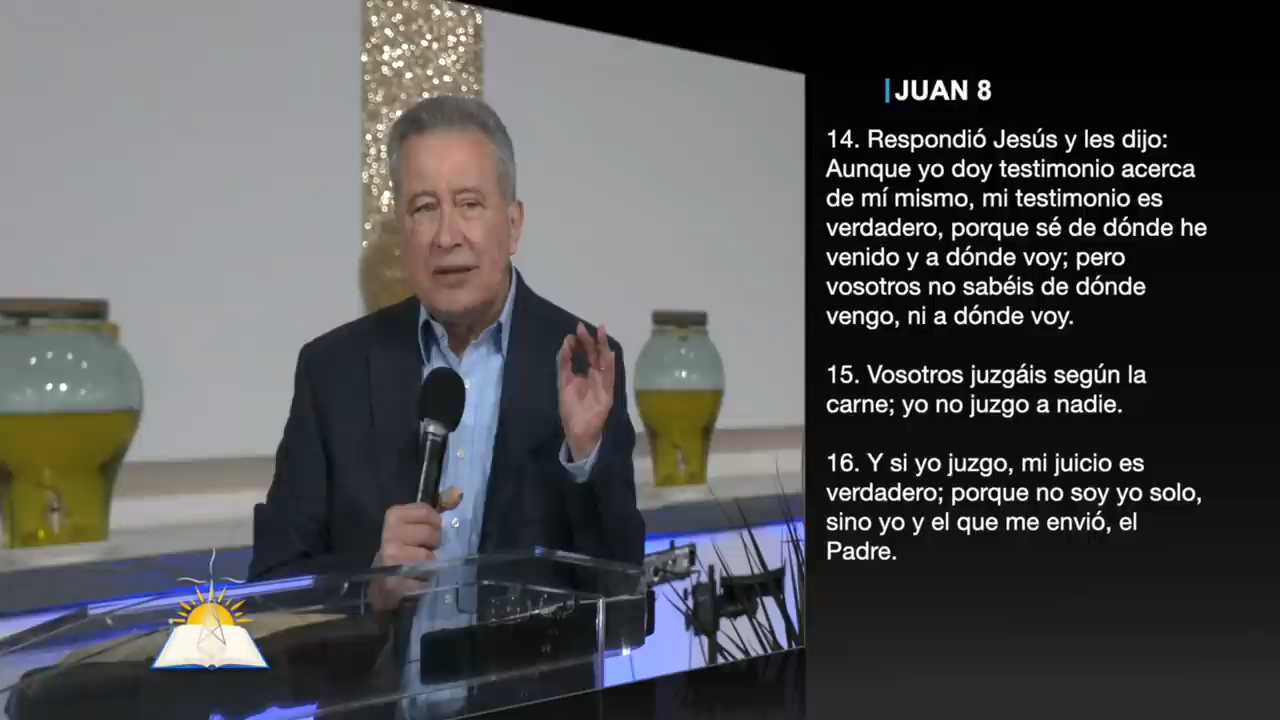 JUAN 8
14. Respondió Jesús y les dijo:
Aunque yo doy testimonio acerca
de mí mismo, mi testimonio es
verdadero, porque sé de dónde he
venido y a dónde voy; pero
vosotros no sabéis de dónde
vengo, ni a dónde voy.
15. Vosotros juzgáis según la
carne; yo no juzgo a nadie.
16. Y si yo juzgo, mi juicio es
verdadero; porque no soy yo solo,
sino yo y el que me envió, el
Padre.